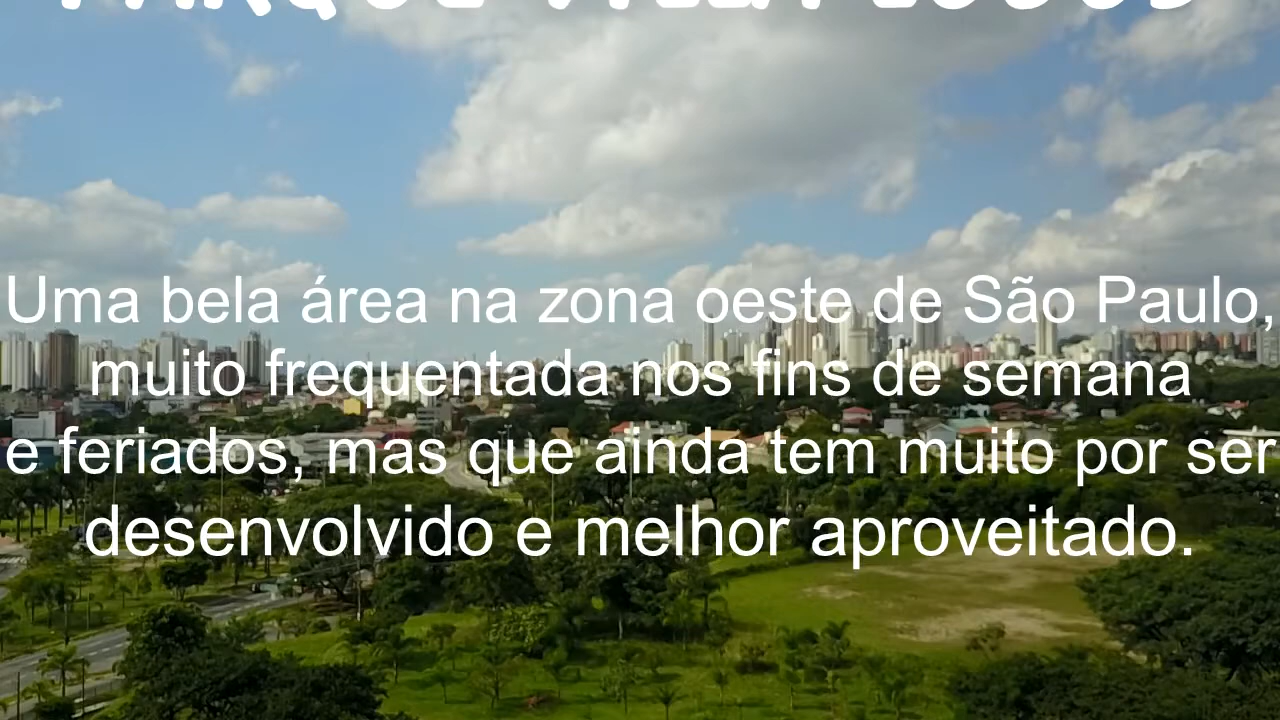 Uma bela área na zona oeste de São Paulo,
muito frequentada nos fins de semana
e feriados, mas que ainda tem muito por ser
desenvolvido e melhor aproveitado.